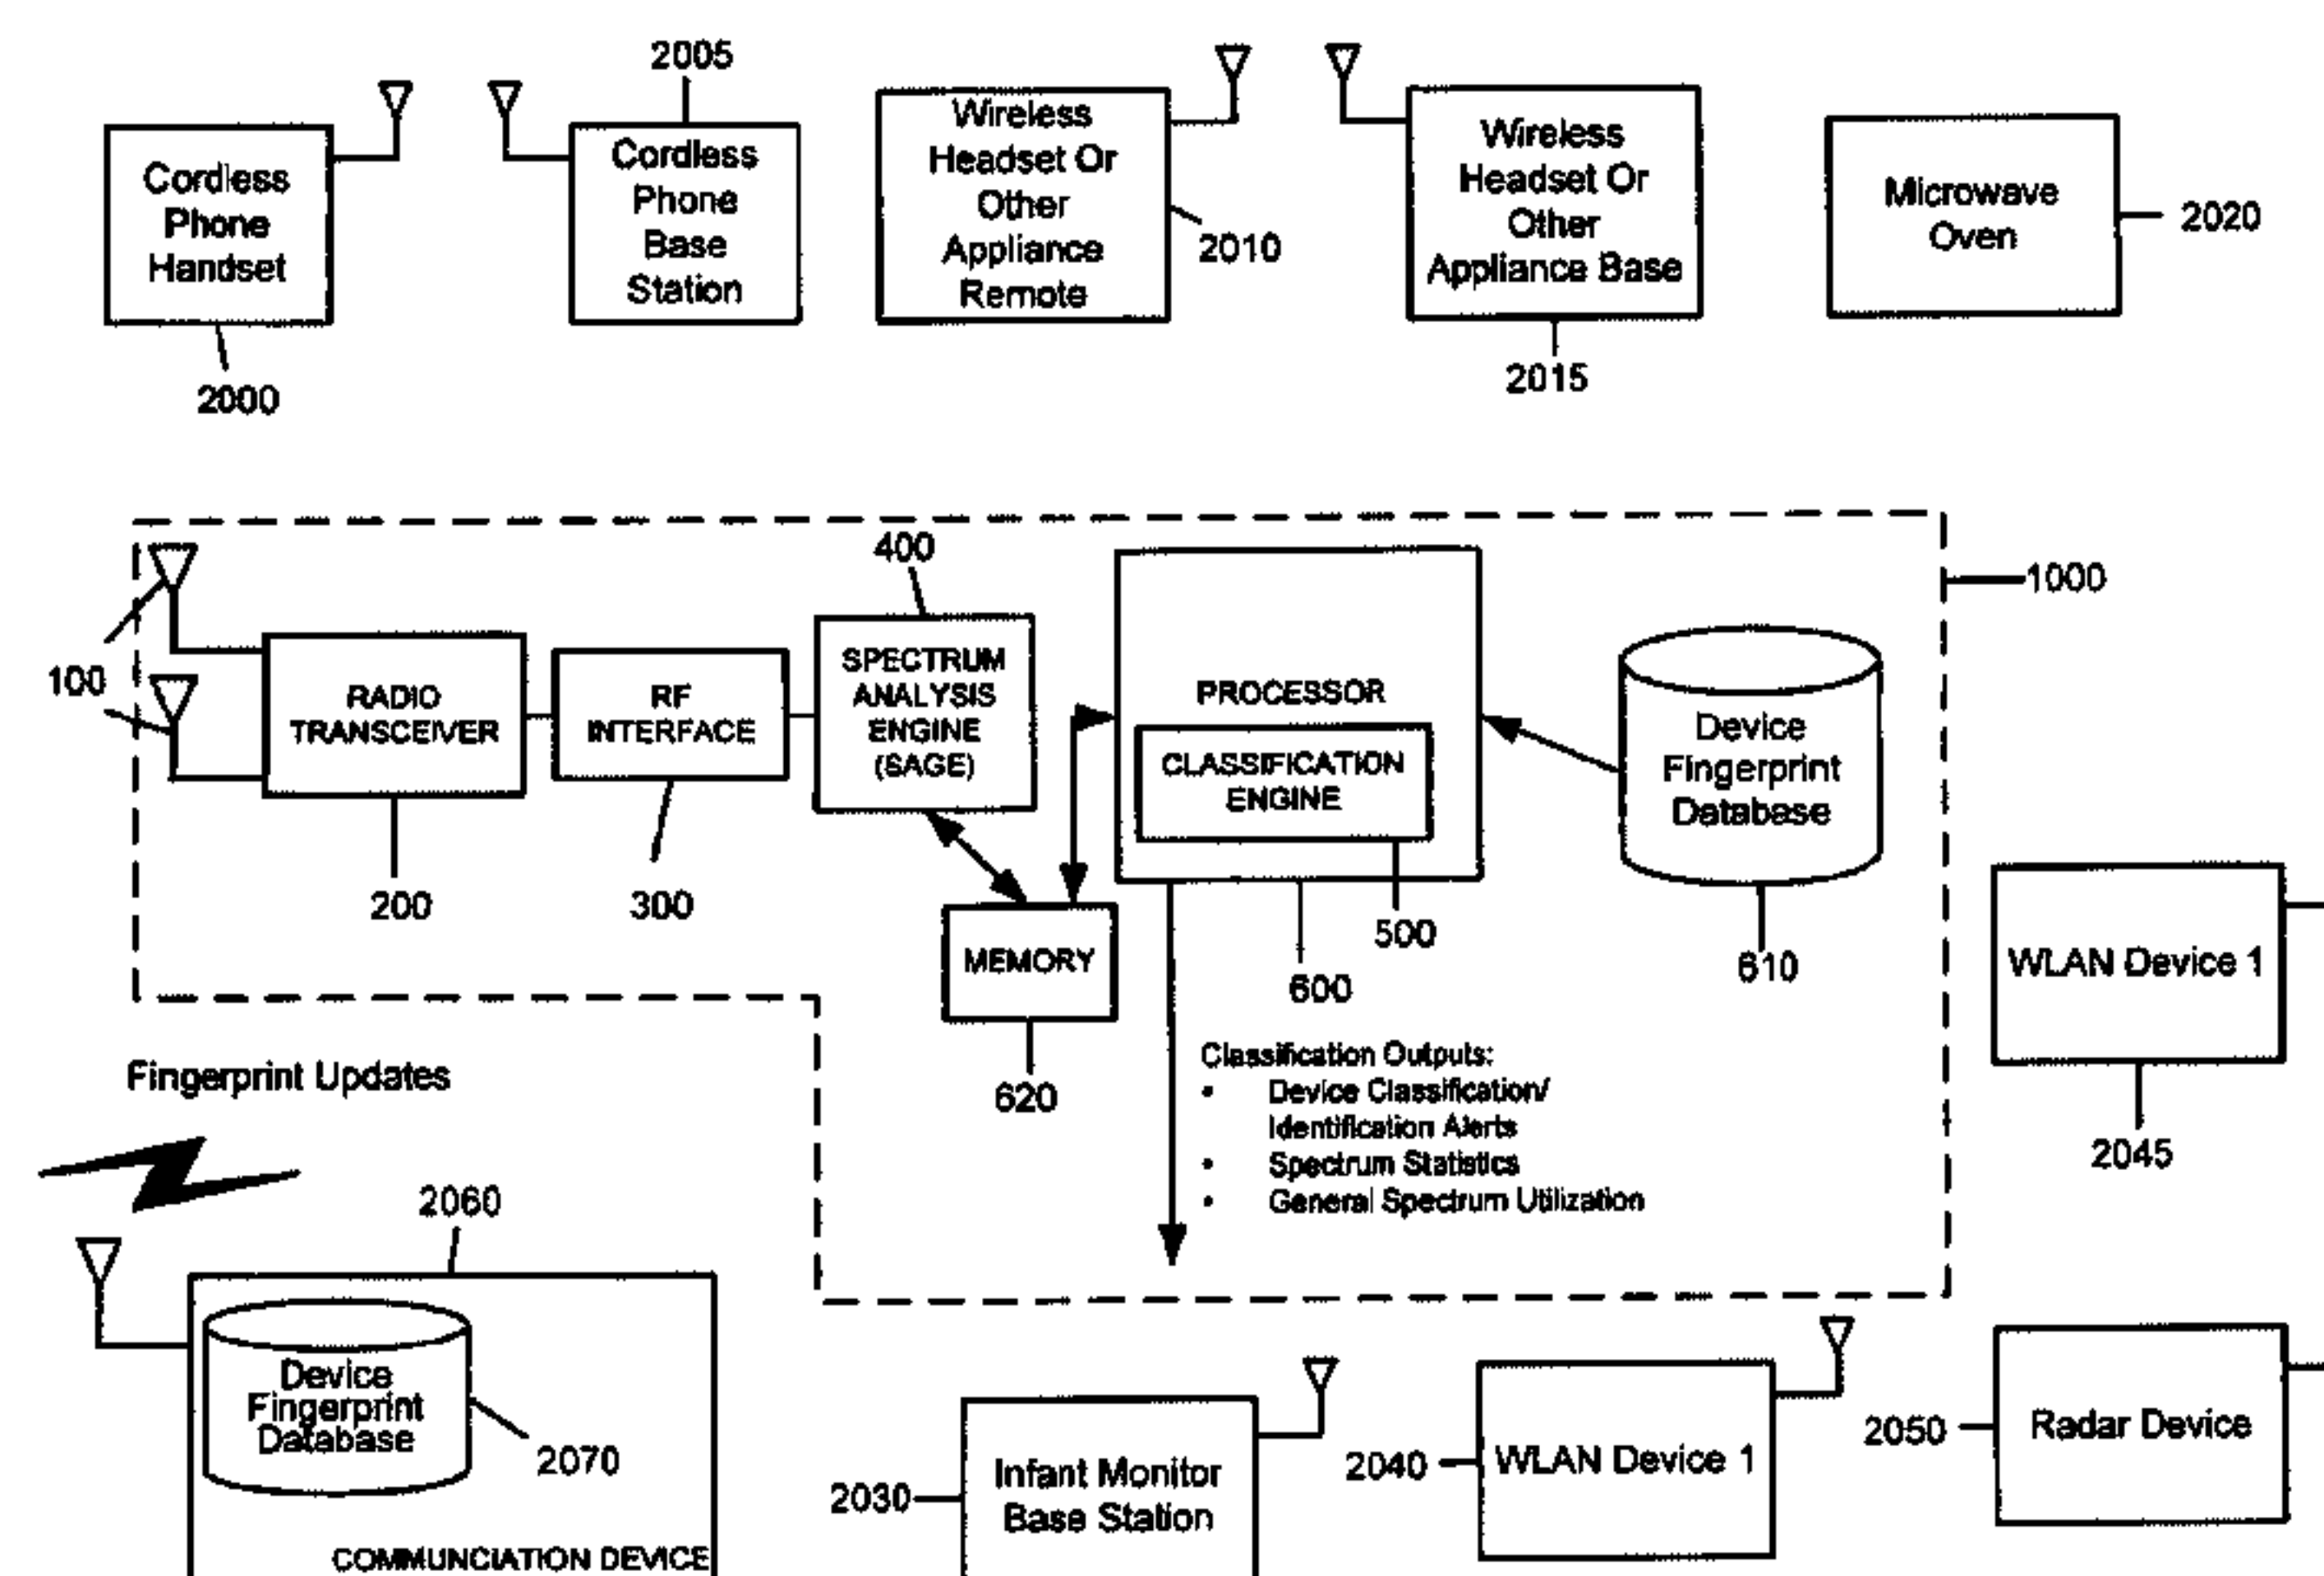 2005
Cordless
Phone
Handset
2000
Cordless
Phone
Base
Station
Wireless
Headset Or
Other
Appliance
Remote
2010
Wireless
Headset Or
Other
Appliance Base
2015
Microwave
Oven
2020
1000
100
RADIO
TRANSCEIVER
200
RF
INTERFACE
300
400
SPECTRUM
ANALYSIS
ENGINE
(SAGE)
PROCESSOR
CLASSIFICATION
ENGINE
500
600
Device
Fingerprint
Database
610
MEMORY
620
Classification Outputs:
• Device Classification/
Identification Alerts
• Spectrum Statistics
• General Spectrum Utilization
WLAN Device 1
2045
Fingerprint Updates
2060
Device
Fingerprint
Database
2070
COMMUNCIATION DEVICE
2030
Infant Monitor
Base Station
2040
WLAN Device 1
2050
Radar Device